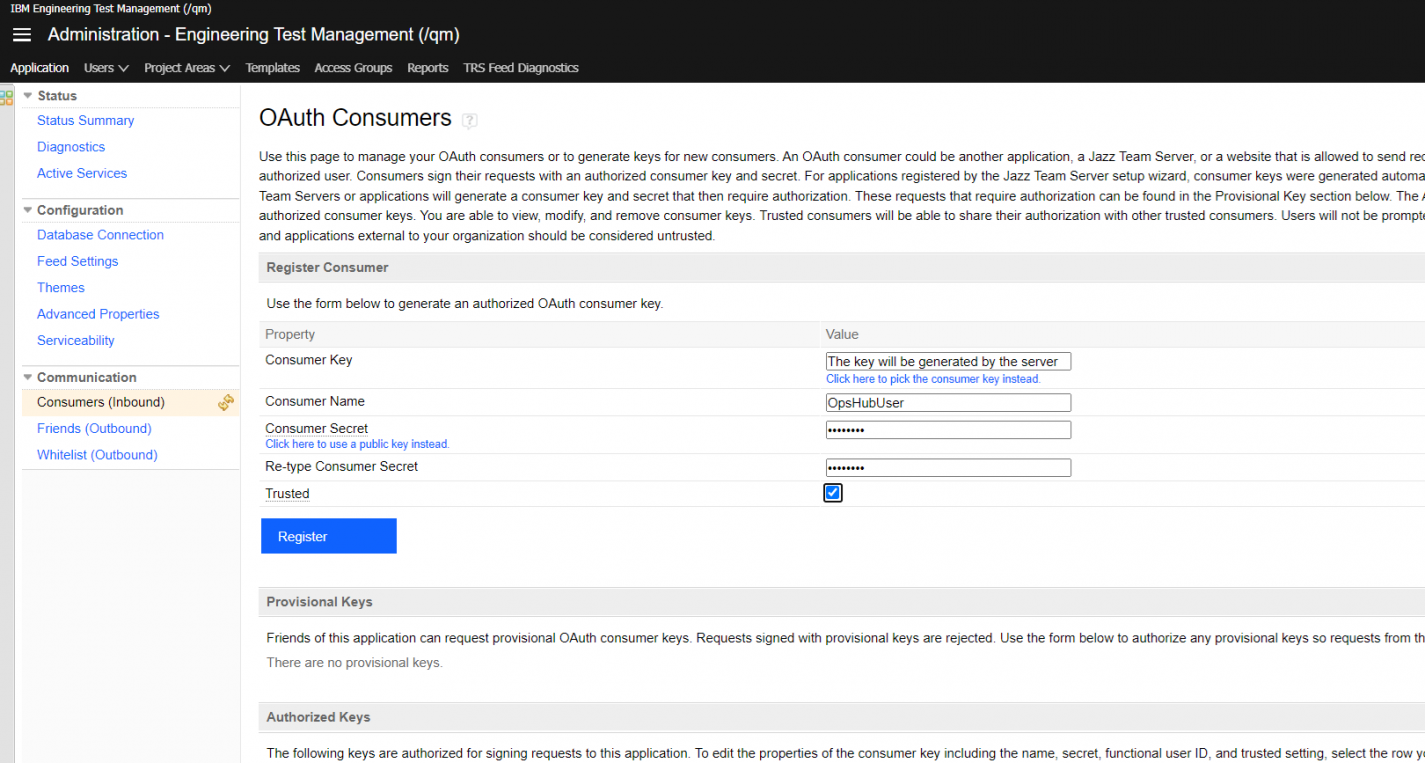 IBM Engineering Test Management (/qm)
Administration - Engineering Test Management (/qm)
Application Users Project Areas Templates Access Groups Reports TRS Feed Diagnostics
Status
Status Summary
Diagnostics
Active Services
Configuration
Database Connection
Feed Settings
Themes
Advanced Properties
Serviceability
Communication
Consumers (Inbound)
Friends (Outbound)
Whitelist (Outbound)
OAuth Consumers ?
Use this page to manage your OAuth consumers or to generate keys for new consumers. An OAuth consumer could be another application, a Jazz Team Server, or a website that is allowed to send
authorized user. Consumers sign their requests with an authorized consumer key and secret. For applications registered by the Jazz Team Server setup wizard, consumer keys were generated
Team Servers or applications will generate a consumer key and secret that then require authorization. These requests that require authorization can be found in the Provisional Key section below. The
authorized consumer keys. You are able to view, modify, and remove consumer keys. Trusted consumers will be able to share their authorization with other trusted consumers. Users will not be
and applications external to your organization should be considered untrusted.
Register Consumer
Use the form below to generate an authorized OAuth consumer key.
Property Value
Consumer Key The key will be generated by the server
Click here to pick the consumer key instead.
Consumer Name OpsHubUser
Consumer Secret ••••••••
Click here to use a public key instead.
Re-type Consumer Secret ••••••••
Trusted
Register
Provisional Keys
Friends of this application can request provisional OAuth consumer keys. Requests signed with provisional keys are rejected. Use the form below to authorize any provisional keys so requests from
There are no provisional keys.
Authorized Keys
The following keys are authorized for signing requests to this application. To edit the properties of the consumer key including the name, secret, functional user ID, and trusted setting, select the row